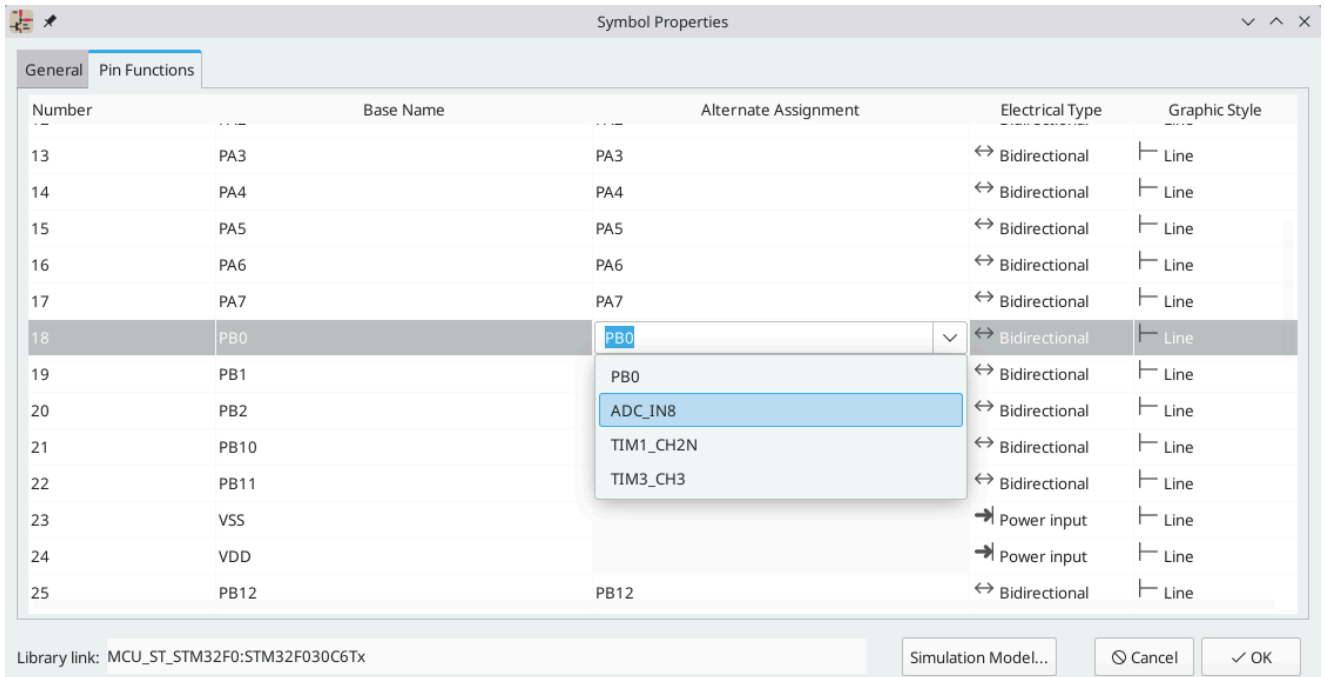 Symbol Properties
General Pin Functions
Number Base Name Alternate Assignment Electrical Type Graphic Style
13 PA3 PA3 Bidirectional Line
14 PA4 PA4 Bidirectional Line
15 PA5 PA5 Bidirectional Line
16 PA6 PA6 Bidirectional Line
17 PA7 PA7 Bidirectional Line
18 PB0 PB0 Bidirectional Line
19 PB1 PB0 Bidirectional Line
20 PB2 ADC_IN8 Bidirectional Line
21 PB10 TIM1_CH2N Bidirectional Line
22 PB11 TIM3_CH3 Bidirectional Line
23 VSS Power input Line
24 VDD Power input Line
25 PB12 PB12 Bidirectional Line
Library link: MCU_ST_STM32F0:STM32F030C6Tx Simulation Model... Cancel OK